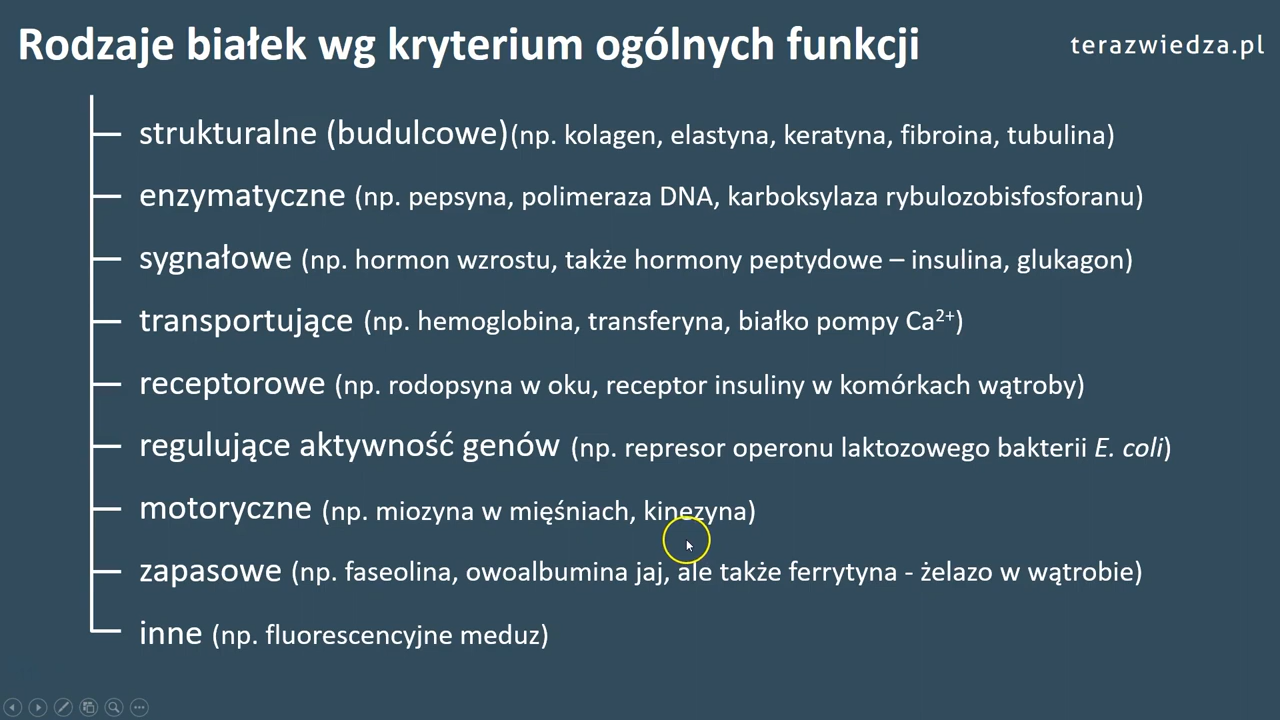 Rodzaje białek wg kryterium ogólnych funkcji
terazwiedza.pl
strukturalne (budulcowe)(np. kolagen, elastyna, keratyna, fibroina, tubulina)
enzymatyczne (np. pepsyna, polimeraza DNA, karboksylaza rybulozobisfosforanu)
sygnałowe (np. hormon wzrostu, także hormony peptydowe – insulina, glukagon)
transportujące (np. hemoglobina, transferyna, białko pompy Ca²⁺)
receptorowe (np. rodopsyna w oku, receptor insuliny w komórkach wątroby)
regulujące aktywność genów (np. represor operonu laktozowego bakterii E. coli)
motoryczne (np. miozyna w mięśniach, kinezyna)
zapasowe (np. faseolina, owoalbumina jaj, ale także ferrytyna - żelazo w wątrobie)
inne (np. fluorescencyjne meduz)